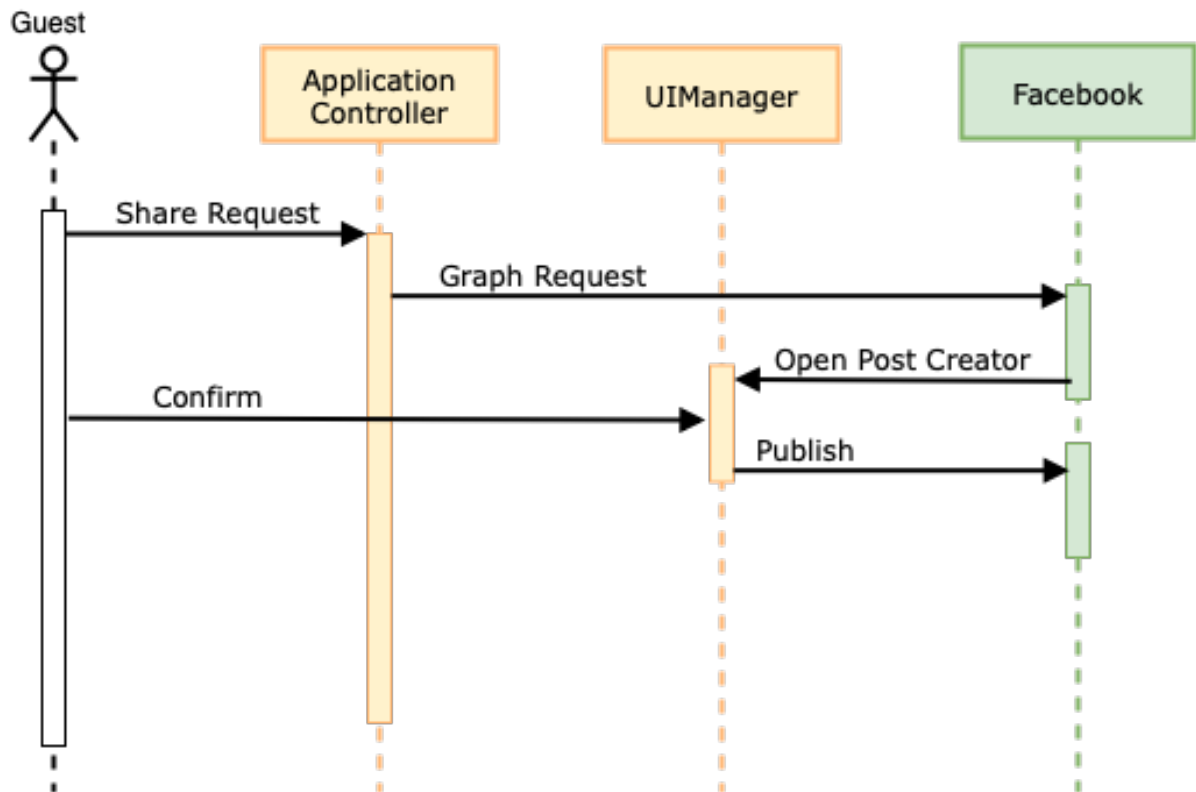 Guest
Application
Controller
UIManager
Facebook
Share Request
Graph Request
Open Post Creator
Confirm
Publish